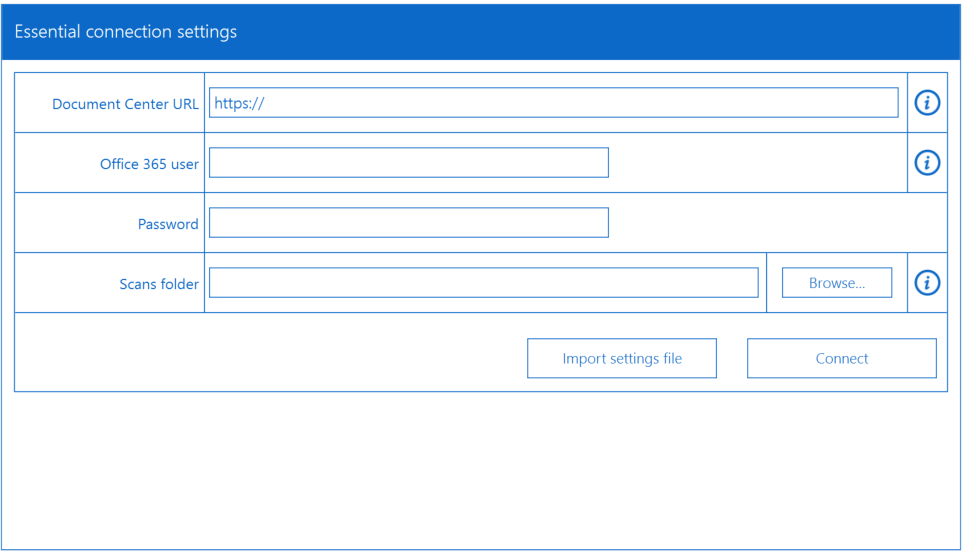 Essential connection settings
Document Center URL https://
Office 365 user
Password
Scans folder Browse...
Import settings file Connect